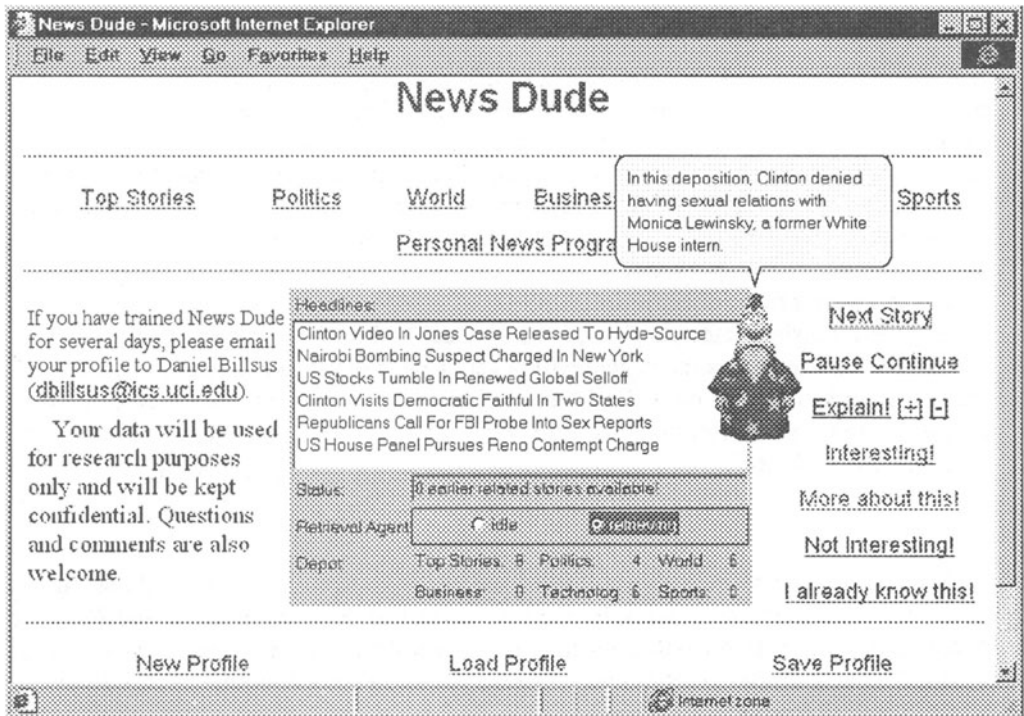 News Dude - Microsoft Internet Explorer
File Edit View Go Favorites Help
News Dude
Top Stories Politics World Busines Sports
Personal News Progra
In this deposition, Clinton denied
having sexual relations with
Monica Lewinsky, a former White
House intern.
If you have trained News Dude
for several days, please email
your profile to Daniel Billsus
(dbillsus@ics.uci.edu).
Your data will be used
for research purposes
only and will be kept
confidential. Questions
and comments are also
welcome.
Headlines:
Clinton Video In Jones Case Released To Hyde-Source
Nairobi Bombing Suspect Charged In New York
US Stocks Tumble In Renewed Global Selloff
Clinton Visits Democratic Faithful In Two States
Republicans Call For FBI Probe Into Sex Reports
US House Panel Pursues Reno Contempt Charge
Status: 0 earlier related stories available!
Retrieval Agent: idle retrieving
Depot: Top Stories: Politics: 4 World
Business: 0 Technolog 6 Sports: 0
Next Story
Pause Continue
Explain! [+] [-]
Interesting!
More about this!
Not Interesting!
I already know this!
New Profile Load Profile Save Profile
Internet zone